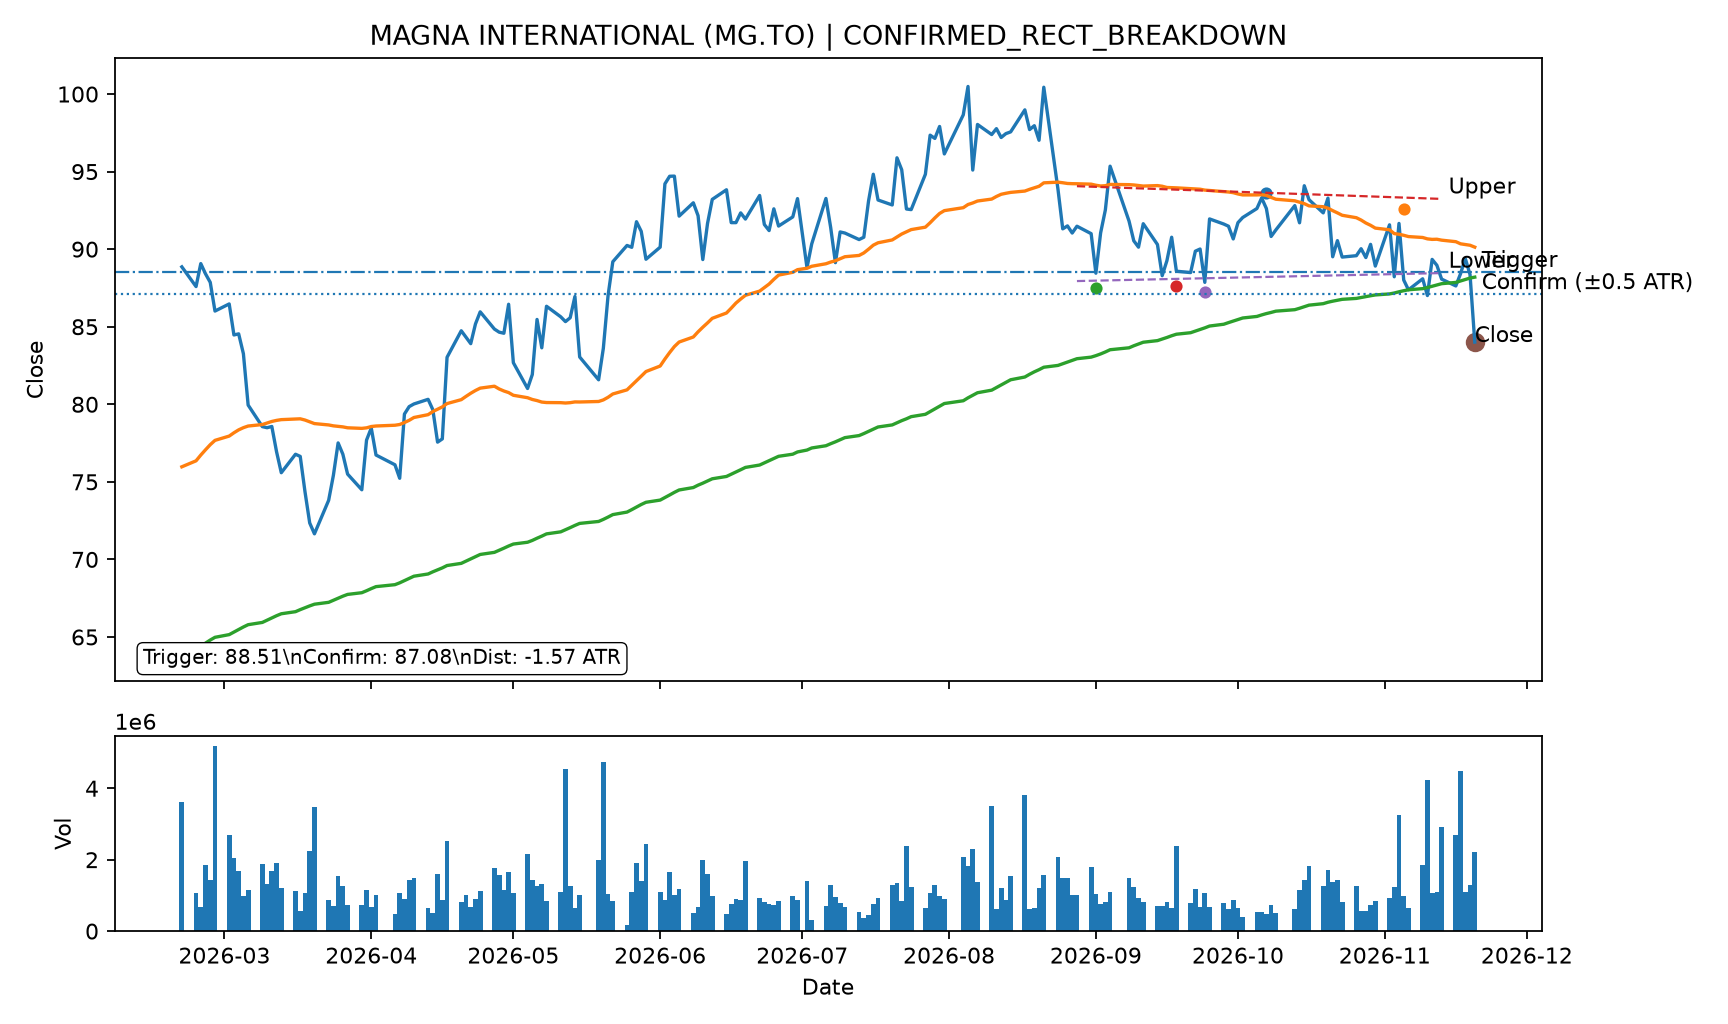 MAGNA INTERNATIONAL (MG.TO) | CONFIRMED_RECT_BREAKDOWN
Close
100
95
90
85
80
75
70
65
Upper
Lower
Trigger
Confirm (±0.5 ATR)
Close
Trigger: 88.51\nConfirm: 87.08\nDist: -1.57 ATR
1e6
Vol
4
2
0
2026-03
2026-04
2026-05
2026-06
2026-07
2026-08
2026-09
2026-10
2026-11
2026-12
Date